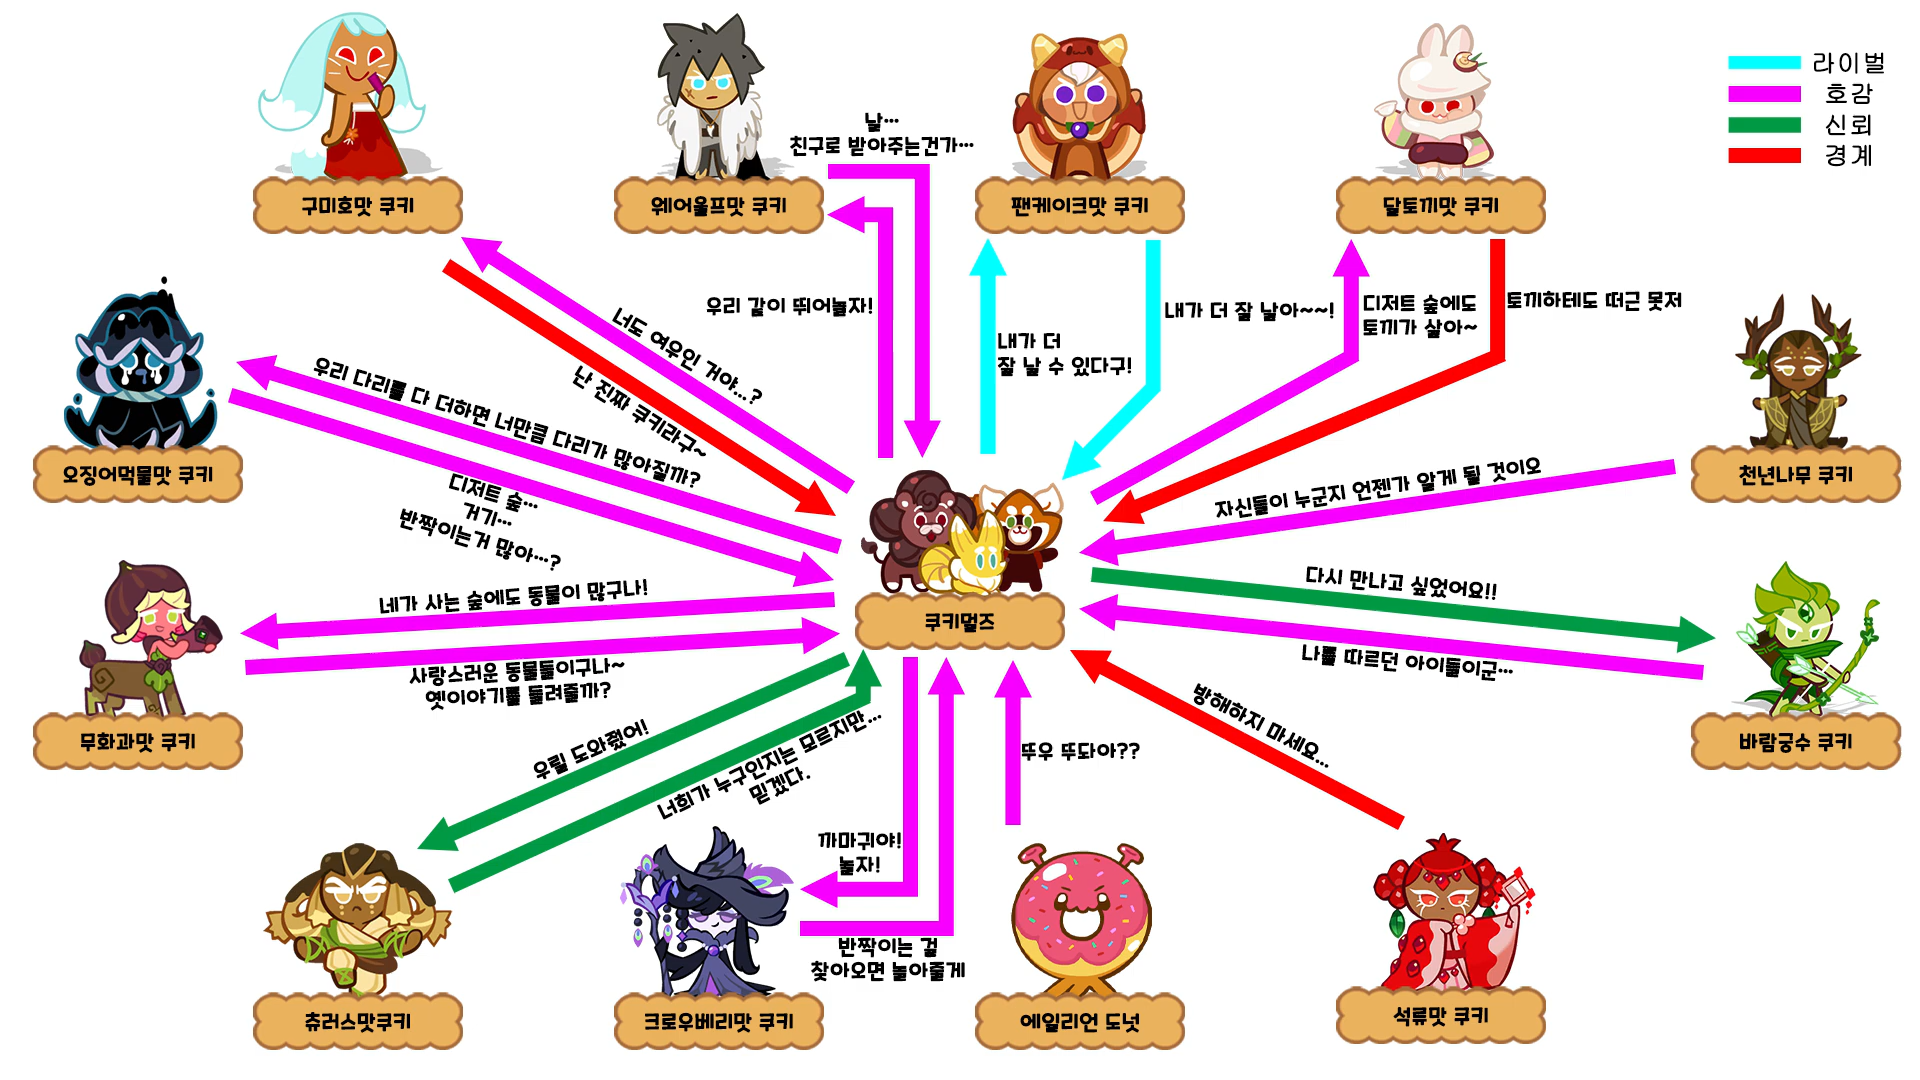 라이벌
호감
신뢰
경계
구미호맛 쿠키
웨어울프맛 쿠키
팬케이크맛 쿠키
달토끼맛 쿠키
날...
친구로 받아주는건가...
우리 같이 뛰어놀자!
내가 더
잘 날 수 있다구!
내가 더 잘 날아~~!
디저트 숲에도
토끼가 살아~
토끼하테도 떠근 못저
너도 여우인 거야...?
난 진짜 쿠키라구~
오징어먹물맛 쿠키
우리 다리를 다 더하면 너만큼 다리가 많아질까?
디저트 숲...
거기...
반짝이는거 많아...?
천년나무 쿠키
자신들이 누군지 언젠가 알게 될 것이오
무화과맛 쿠키
네가 사는 숲에도 동물이 많구나!
사랑스러운 동물들이구나~
옛이야기를 들려줄까?
쿠키멀즈
바람궁수 쿠키
다시 만나고 싶었어요!!
나를 따르던 아이들이군...
우릴 도와줬어!
너희가 누구인지는 모르지만...
믿겠다.
까마귀야!
놀자!
반짝이는 걸
찾아오면 놀아줄게
뚜우 뚜돠아??
방해하지 마세요...
츄러스맛쿠키
크로우베리맛 쿠키
에일리언 도넛
석류맛 쿠키